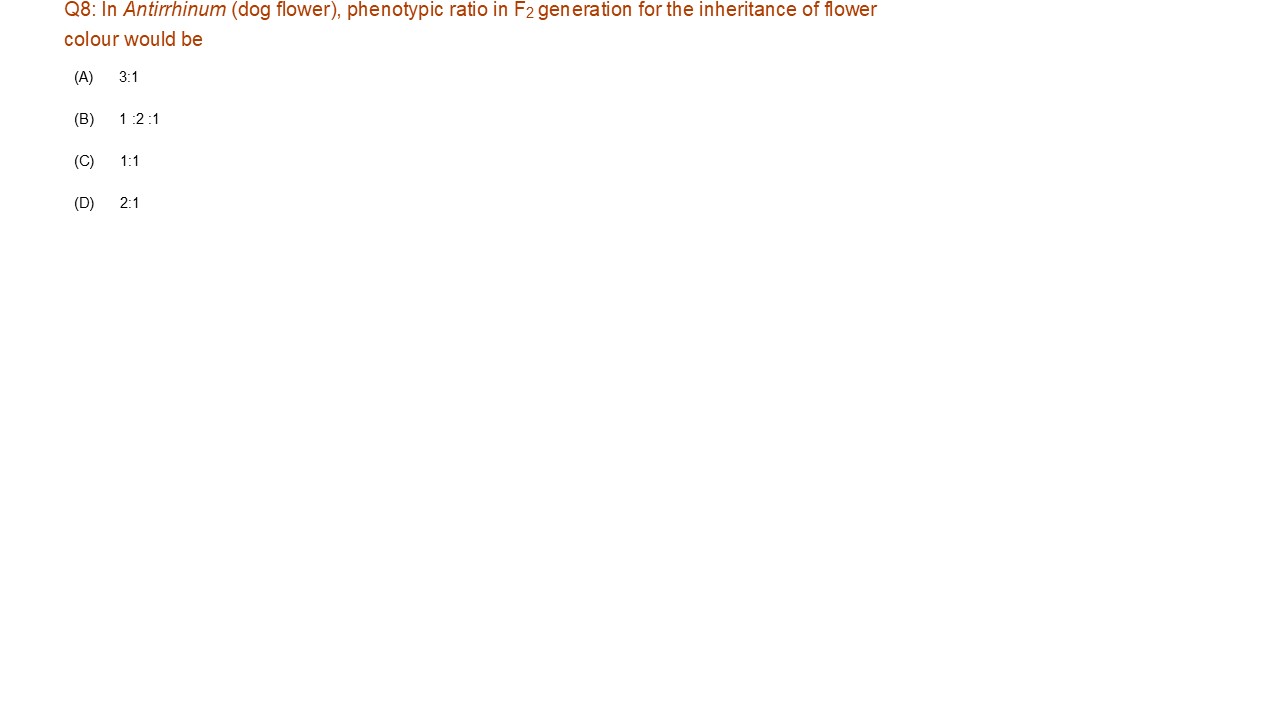 Q8: In Antirrhinum (dog flower), phenotypic ratio in F2 generation for the inheritance of flower
colour would be
(A) 3:1
(B) 1 :2 :1
(C) 1:1
(D) 2:1